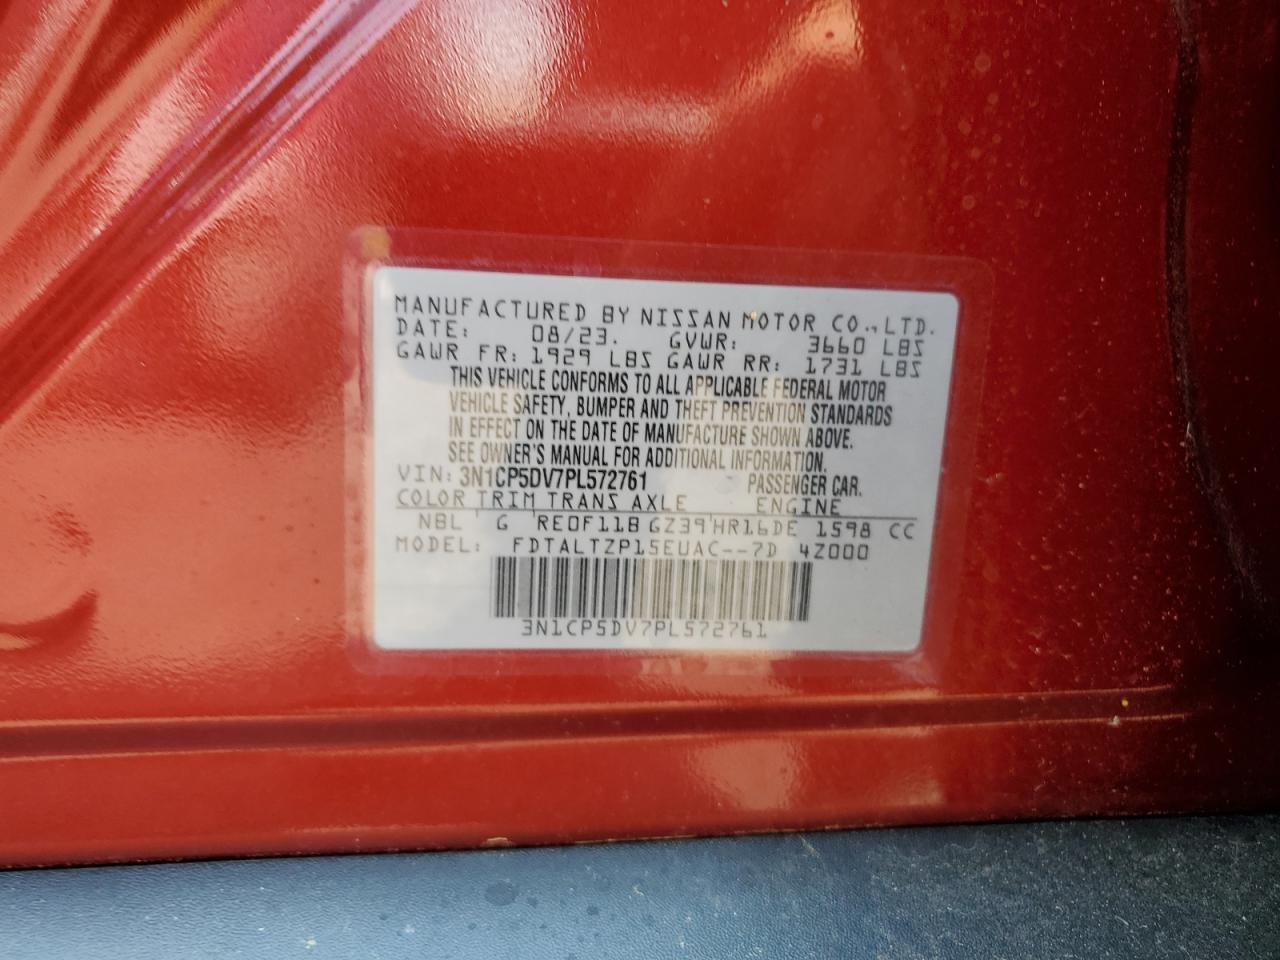 MANUFACTURED BY NISSAN MOTOR CO.,LTD.
DATE: 08/23. GVWR: 3660 LBS
GAWR FR: 1929 LBS GAWR RR: 1731 LBS
THIS VEHICLE CONFORMS TO ALL APPLICABLE FEDERAL MOTOR
VEHICLE SAFETY, BUMPER AND THEFT PREVENTION STANDARDS
IN EFFECT ON THE DATE OF MANUFACTURE SHOWN ABOVE.
SEE OWNER'S MANUAL FOR ADDITIONAL INFORMATION.
VIN: 3N1CP5DV7PL572761 PASSENGER CAR.
COLOR TRIM TRANS AXLE ENGINE
NBL ' G ' RE0F11B GZ39'HR16DE 1598 CC
MODEL: FDTALTZP15EUAC--7D 4Z000
3N1CP5DV7PL572761